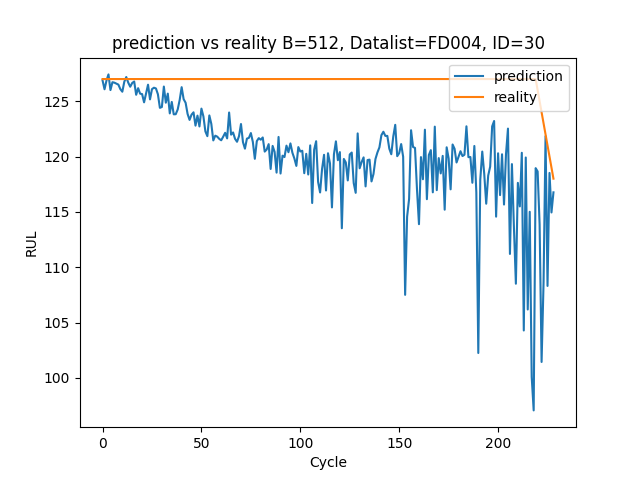 prediction vs reality B=512, Datalist=FD004, ID=30
prediction
reality
RUL
125
120
115
110
105
100
0 50 100 150 200
Cycle